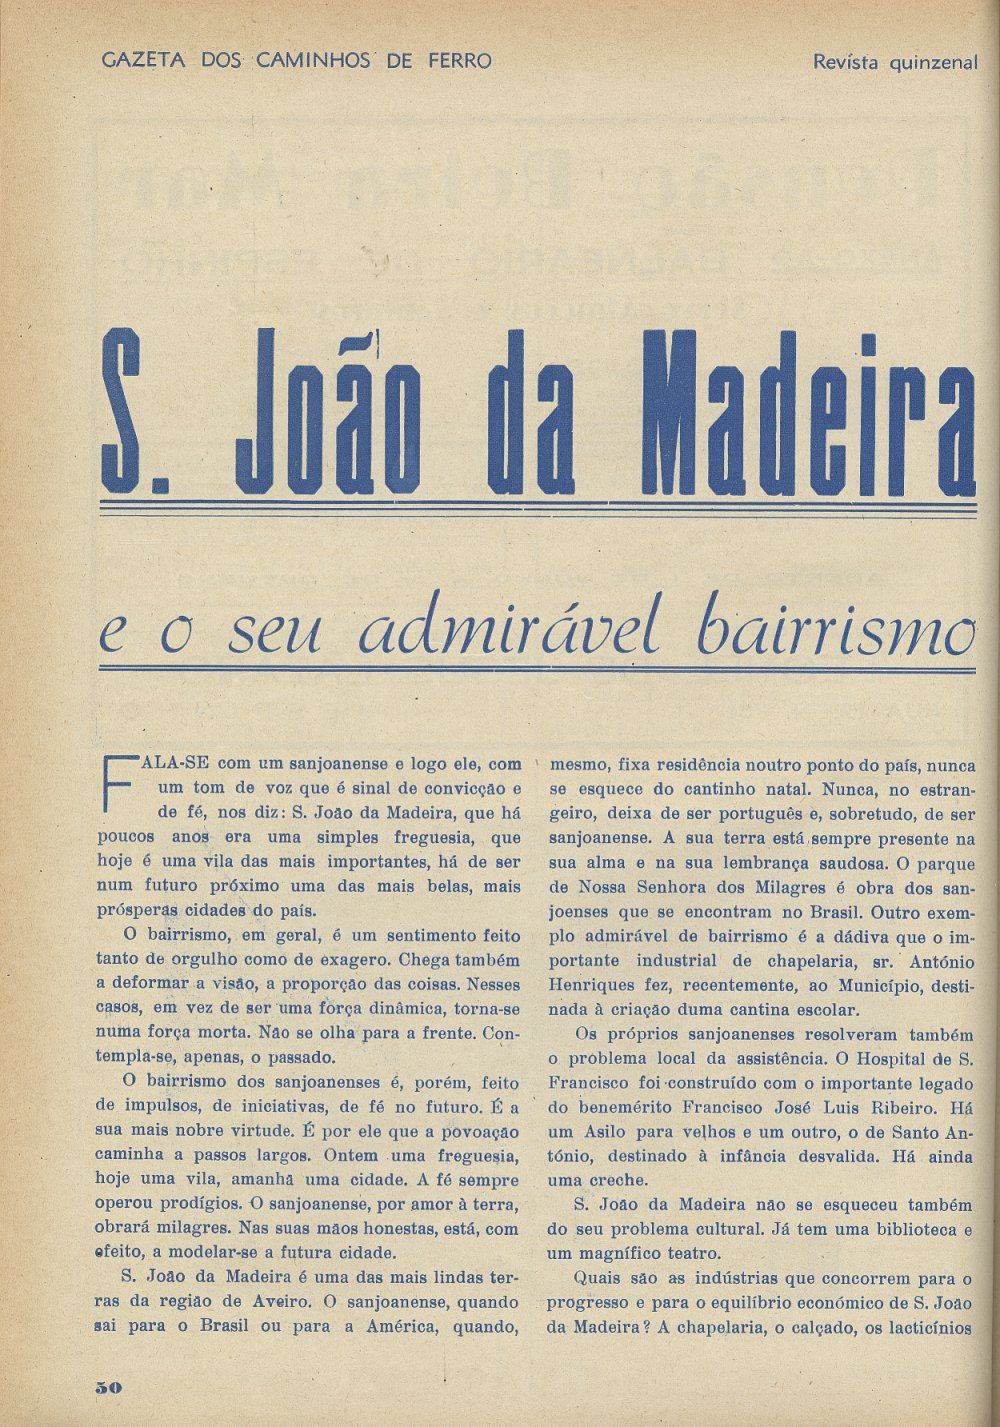 GAZETA DOS CAMINHOS DE FERRO
Revísta quinzenal
S. João da Madeira
e o seu admirável bairrismo
FALA-SE com um sanjoanense e logo ele, com
um tom de voz que é sinal de convicção e
de fé, nos diz: S. João da Madeira, que há
poucos anos era uma simples freguesia, que
hoje é uma vila das mais importantes, há de ser
num futuro próximo uma das mais belas, mais
prósperas cidades do país.
O bairrismo, em geral, é um sentimento feito
tanto de orgulho como de exagero. Chega também
a deformar a visão, a proporção das coisas. Nesses
casos, em vez de ser uma força dinâmica, torna-se
numa força morta. Não se olha para a frente. Con-
templa-se, apenas, o passado.
O bairrismo dos sanjoanenses é, porém, feito
de impulsos, de iniciativas, de fé no futuro. É a
sua mais nobre virtude. É por ele que a povoação
caminha a passos largos. Ontem uma freguesia,
hoje uma vila, amanhã uma cidade. A fé sempre
operou prodígios. O sanjoanense, por amor à terra,
obrará milagres. Nas suas mãos honestas, está, com
efeito, a modelar-se a futura cidade.
S. João da Madeira é uma das mais lindas ter-
ras da região de Aveiro. O sanjoanense, quando
sai para o Brasil ou para a América, quando,
mesmo, fixa residência noutro ponto do país, nunca
se esquece do cantinho natal. Nunca, no estran-
geiro, deixa de ser português e, sobretudo, de ser
sanjoanense. A sua terra está sempre presente na
sua alma e na sua lembrança saudosa. O parque
de Nossa Senhora dos Milagres é obra dos san-
joenses que se encontram no Brasil. Outro exem-
plo admirável de bairrismo é a dádiva que o im-
portante industrial de chapelaria, sr. António
Henriques fez, recentemente, ao Município, desti-
nada à criação duma cantina escolar.
Os próprios sanjoanenses resolveram também
o problema local da assistência. O Hospital de S.
Francisco foi construído com o importante legado
do benemérito Francisco José Luis Ribeiro. Há
um Asilo para velhos e um outro, o de Santo An-
tónio, destinado à infância desvalida. Há ainda
uma creche.
S. João da Madeira não se esqueceu também
do seu problema cultural. Já tem uma biblioteca e
um magnífico teatro.
Quais são as indústrias que concorrem para o
progresso e para o equilíbrio económico de S. João
da Madeira? A chapelaria, o calçado, os lacticínios
50